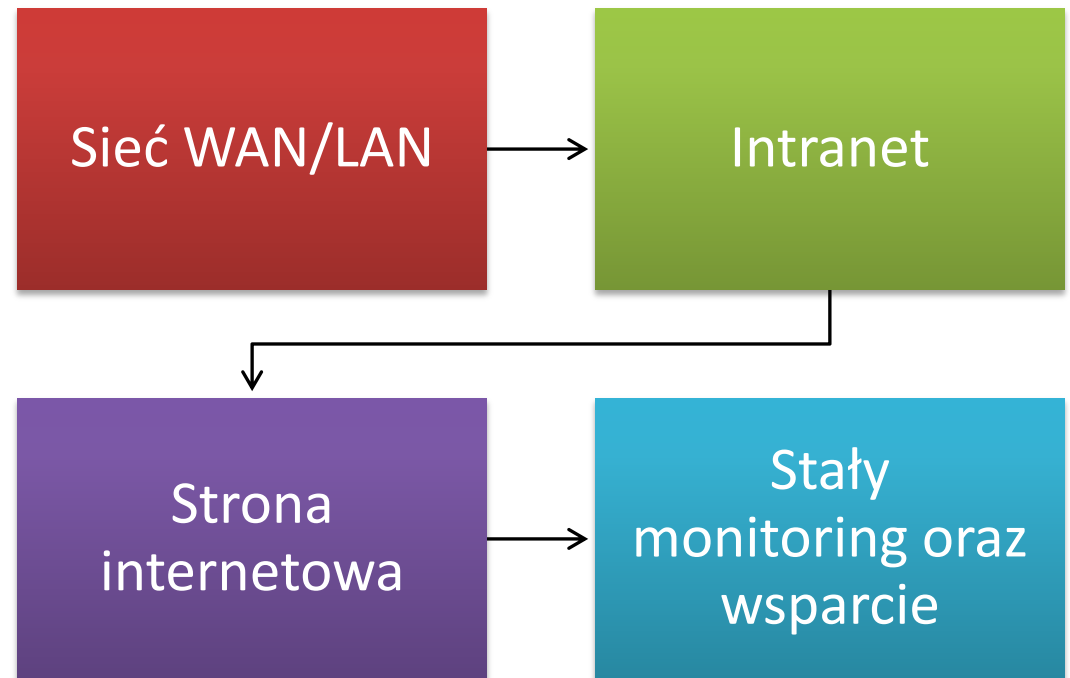 Sieć WAN/LAN
Intranet
Strona
internetowa
Stały
monitoring oraz
wsparcie